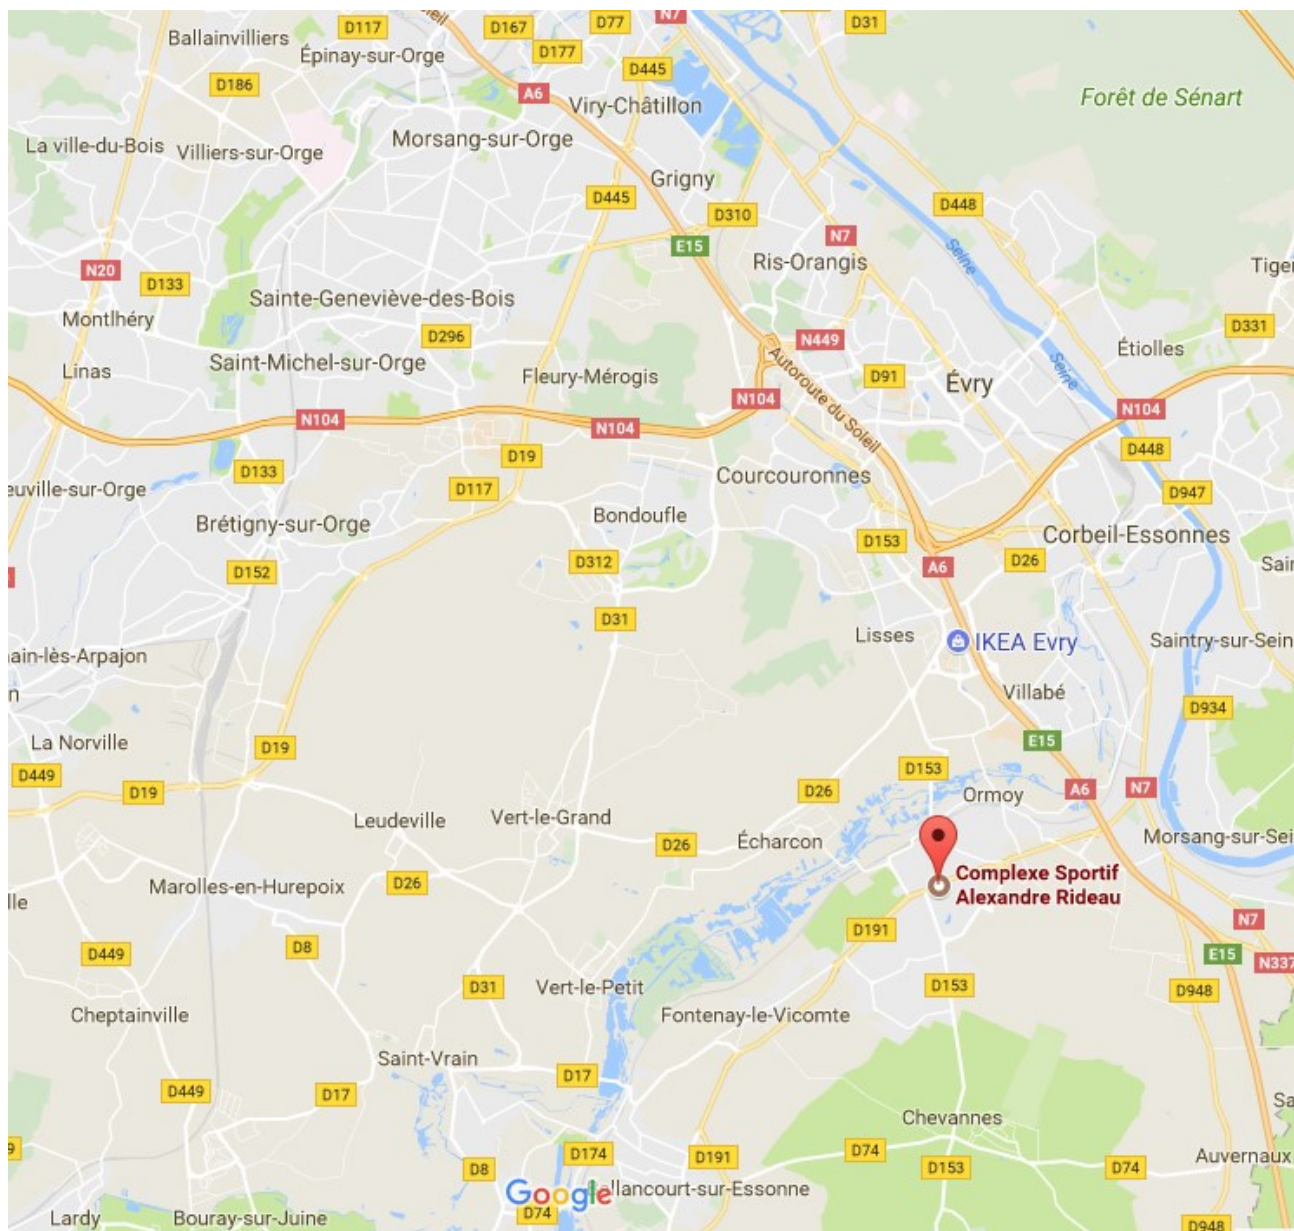 D117
D167
D77
N7
D31
Ballainvilliers
Épinay-sur-Orge
Soleil
D177
D445
D186
A6
Viry-Châtillon
Forêt de Sénart
La ville-du-Bois
Villiers-sur-Orge
Morsang-sur-Orge
Grigny
D445
D310
D448
E15
N7
Seine
Ris-Orangis
N20
D133
Tiger
Sainte-Geneviève-des-Bois
Montlhéry
D296
N449
D331
Saint-Michel-sur-Orge
Étiolles
Linas
Fleury-Mérogis
Autoroute du Soleil
D91
Évry
Seine
N104
N104
N104
N104
D448
D19
D133
Courcouronnes
euville-sur-Orge
D117
D947
Brétigny-sur-Orge
Bondoufle
D153
Corbeil-Essonnes
D312
D26
A6
D152
Sain
D31
Lisses
IKEA Evry
Saintry-sur-Sein
ain-lès-Arpajon
n
Villabé
D934
La Norville
D19
E15
D449
D153
D19
D26
Ormoy
A6
N7
Leudeville
Vert-le-Grand
Écharcon
D26
Morsang-sur-Sei
Complexe Sportif
Alexandre Rideau
Marolles-en-Hurepoix
D26
lle
D191
N7
D449
D8
E15
N337
D31
Vert-le-Petit
D153
D948
Cheptainville
Fontenay-le-Vicomte
Saint-Vrain
D17
D449
D17
Sa
Chevannes
9
D174
D191
D74
Auvernaux
D8
D153
D74
Google
llancourt-sur-Essonne
D74
Lardy
Bouray-sur-Juine
D948